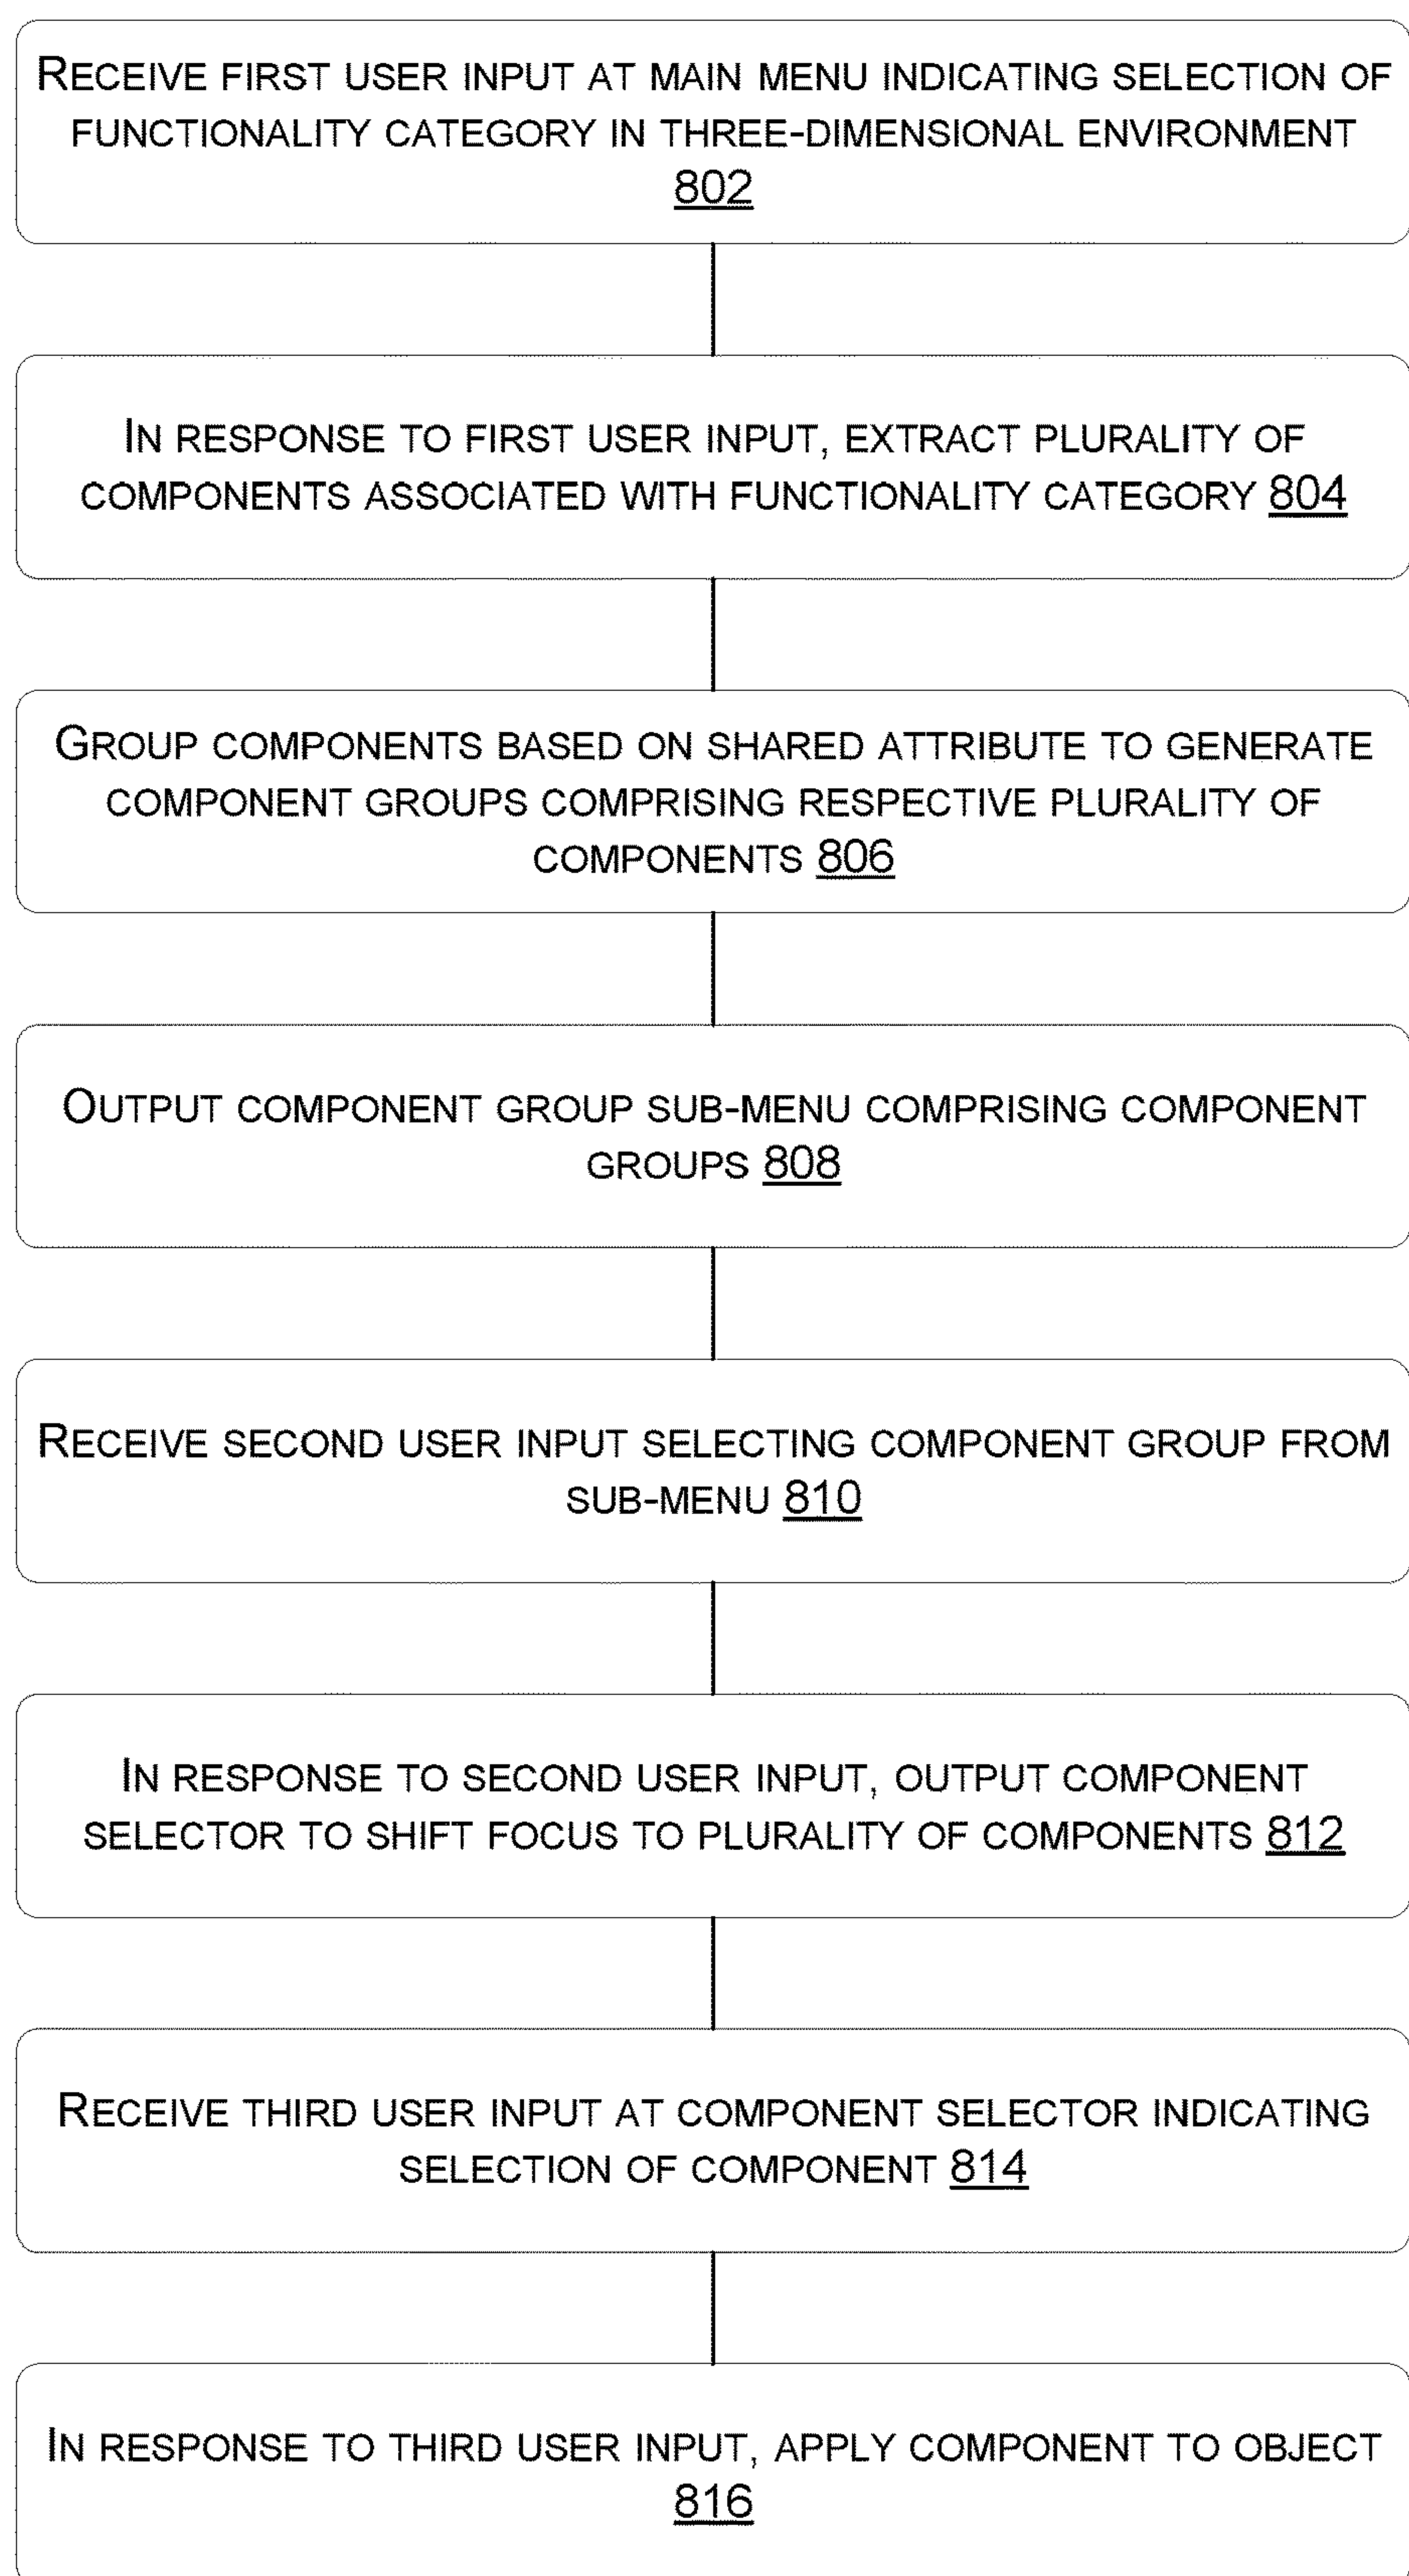 RECEIVE FIRST USER INPUT AT MAIN MENU INDICATING SELECTION OF
FUNCTIONALITY CATEGORY IN THREE-DIMENSIONAL ENVIRONMENT
802
IN RESPONSE TO FIRST USER INPUT, EXTRACT PLURALITY OF
COMPONENTS ASSOCIATED WITH FUNCTIONALITY CATEGORY 804
GROUP COMPONENTS BASED ON SHARED ATTRIBUTE TO GENERATE
COMPONENT GROUPS COMPRISING RESPECTIVE PLURALITY OF
COMPONENTS 806
OUTPUT COMPONENT GROUP SUB-MENU COMPRISING COMPONENT
GROUPS 808
RECEIVE SECOND USER INPUT SELECTING COMPONENT GROUP FROM
SUB-MENU 810
IN RESPONSE TO SECOND USER INPUT, OUTPUT COMPONENT
SELECTOR TO SHIFT FOCUS TO PLURALITY OF COMPONENTS 812
RECEIVE THIRD USER INPUT AT COMPONENT SELECTOR INDICATING
SELECTION OF COMPONENT 814
IN RESPONSE TO THIRD USER INPUT, APPLY COMPONENT TO OBJECT
816